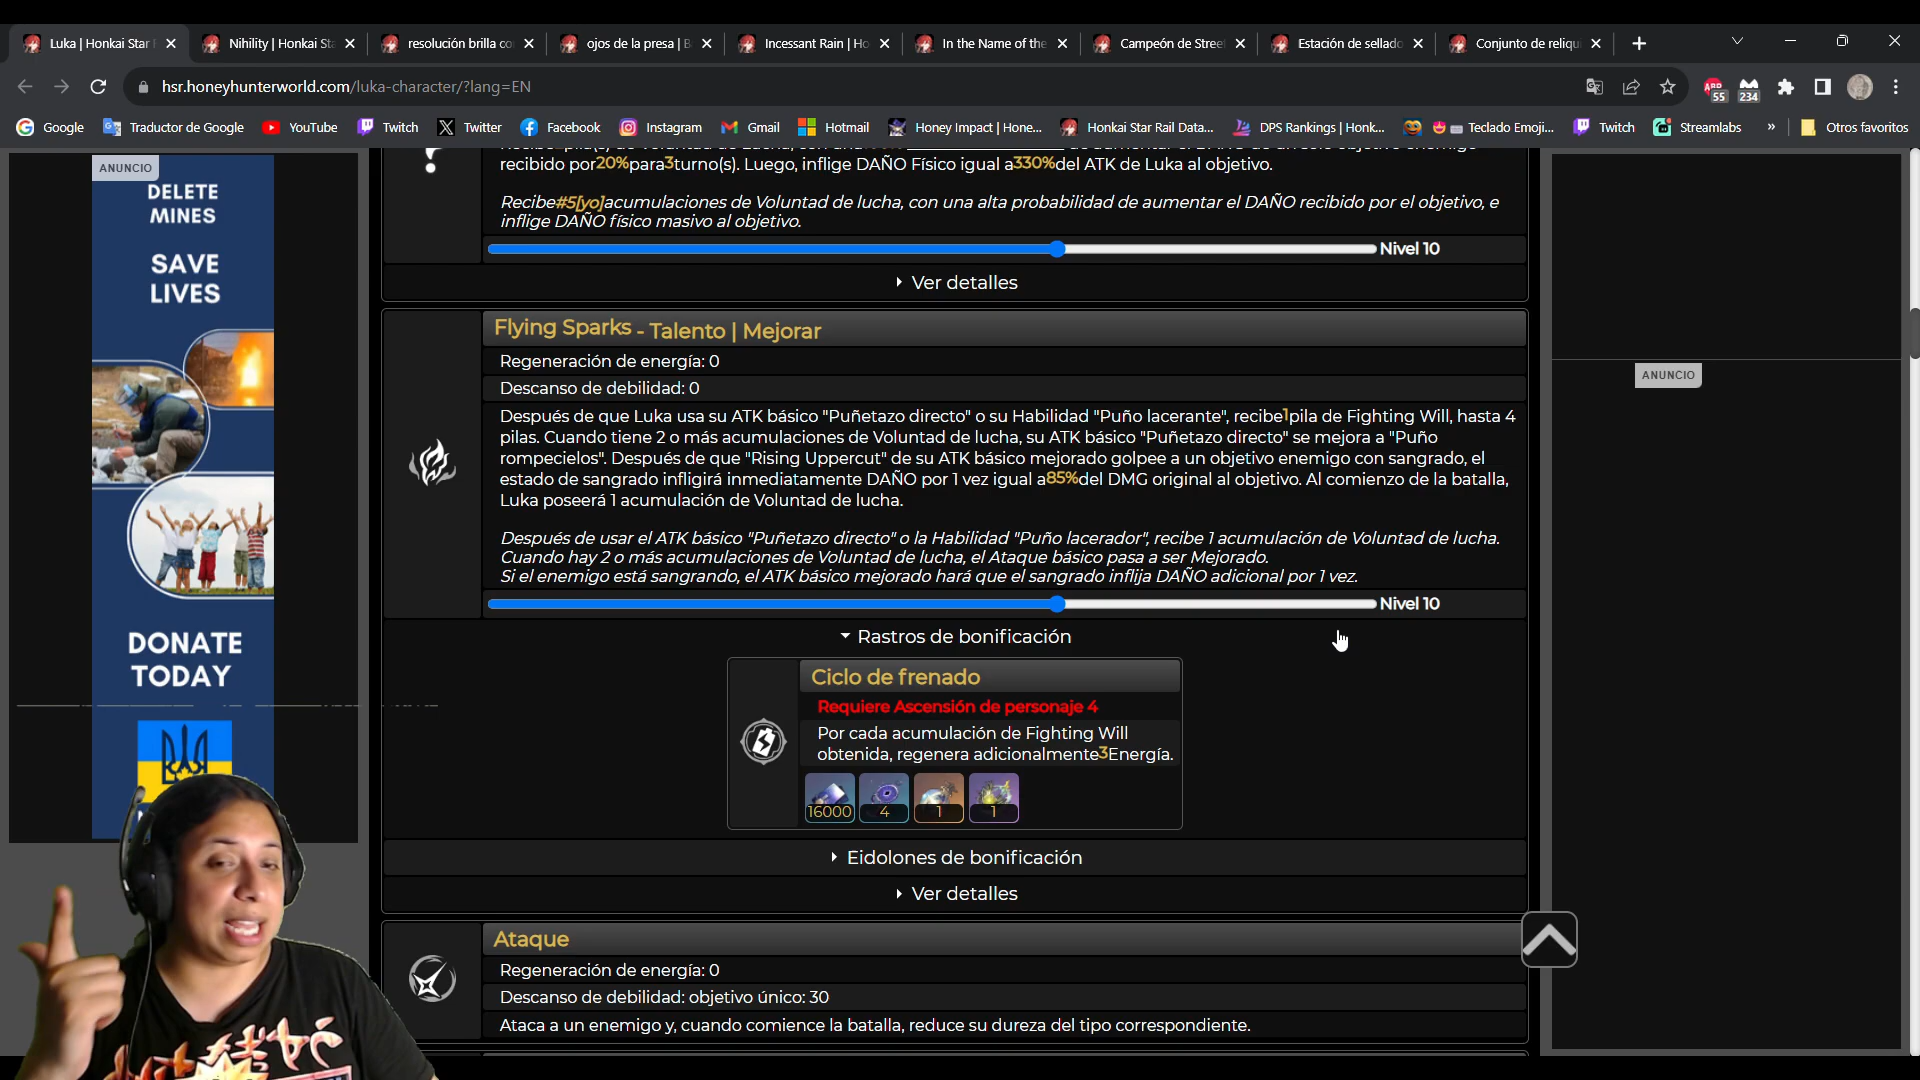 Luka | Honkai Star
Nihility | Honkai Sta
resolución brilla co
ojos de la presa | B
Incessant Rain | Ho
In the Name of the
Campeón de Street
Estación de sellado
Conjunto de reliqu
hsr.honeyhunterworld.com/luka-character/?lang=EN
55
234
Google
Traductor de Google
YouTube
Twitch
Twitter
Facebook
Instagram
Gmail
Hotmail
Honey Impact | Hone...
Honkai Star Rail Data...
DPS Rankings | Honk...
Teclado Emoji...
Twitch
Streamlabs
»
Otros favoritos
ANUNCIO
DELETE
MINES
SAVE
LIVES
DONATE
TODAY
ANUNCIO
recibido por20%para3turno(s). Luego, inflige DAÑO Físico igual a330%del ATK de Luka al objetivo.
Recibe#5[yo]acumulaciones de Voluntad de lucha, con una alta probabilidad de aumentar el DAÑO recibido por el objetivo, e
inflige DAÑO físico masivo al objetivo.
Nivel 10
Ver detalles
Flying Sparks - Talento | Mejorar
Regeneración de energía: 0
Descanso de debilidad: 0
Después de que Luka usa su ATK básico "Puñetazo directo" o su Habilidad "Puño lacerante", recibe1pila de Fighting Will, hasta 4
pilas. Cuando tiene 2 o más acumulaciones de Voluntad de lucha, su ATK básico "Puñetazo directo" se mejora a "Puño
rompecielos". Después de que "Rising Uppercut" de su ATK básico mejorado golpee a un objetivo enemigo con sangrado, el
estado de sangrado infligirá inmediatamente DAÑO por 1 vez igual a85%del DMG original al objetivo. Al comienzo de la batalla,
Luka poseerá 1 acumulación de Voluntad de lucha.
Después de usar el ATK básico "Puñetazo directo" o la Habilidad "Puño lacerador", recibe 1 acumulación de Voluntad de lucha.
Cuando hay 2 o más acumulaciones de Voluntad de lucha, el Ataque básico pasa a ser Mejorado.
Si el enemigo está sangrando, el ATK básico mejorado hará que el sangrado inflija DAÑO adicional por 1 vez.
Nivel 10
Rastros de bonificación
Ciclo de frenado
Requiere Ascensión de personaje 4
Por cada acumulación de Fighting Will
obtenida, regenera adicionalmente3Energía.
16000
4
1
1
Eidolones de bonificación
Ver detalles
Ataque
Regeneración de energía: 0
Descanso de debilidad: objetivo único: 30
Ataca a un enemigo y, cuando comience la batalla, reduce su dureza del tipo correspondiente.